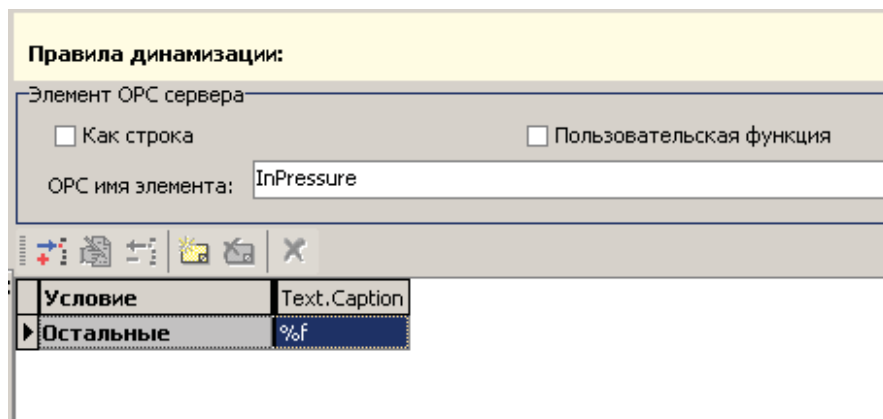 Правила динамизации:
Элемент OPC сервера
Как строка
Пользовательская функция
OPC имя элемента:
InPressure
Условие
Text.Caption
Остальные
%f